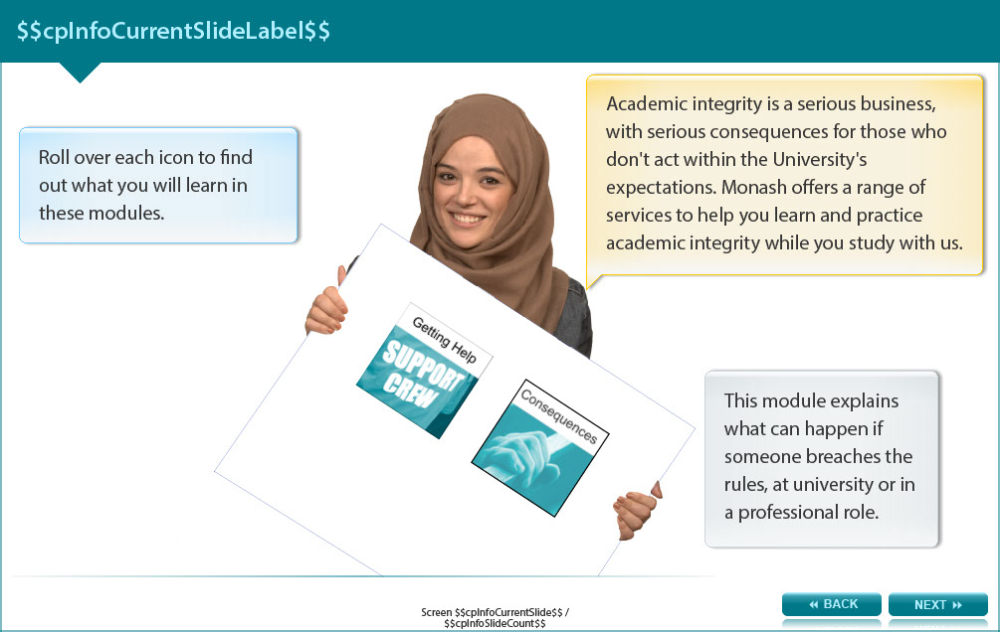 $$cpInfoCurrentSlideLabel$$
Roll over each icon to find
out what you will learn in
these modules.
Academic integrity is a serious business,
with serious consequences for those who
don't act within the University's
expectations. Monash offers a range of
services to help you learn and practice
academic integrity while you study with us.
Getting Help
SUPPORT
CREW
Consequences
This module explains
what can happen if
someone breaches the
rules, at university or in
a professional role.
Screen $$cpInfoCurrentSlide$$ /
$$cpInfoSlideCount$$
BACK
NEXT